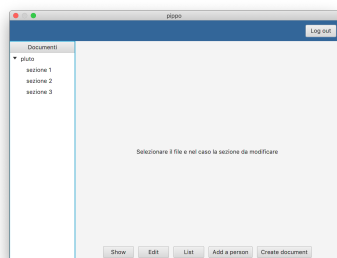 pippo
Log out
Documenti
pluto
sezione 1
sezione 2
sezione 3
Selezionare il file e nel caso la sezione da modificare
Show Edit List Add a person Create document